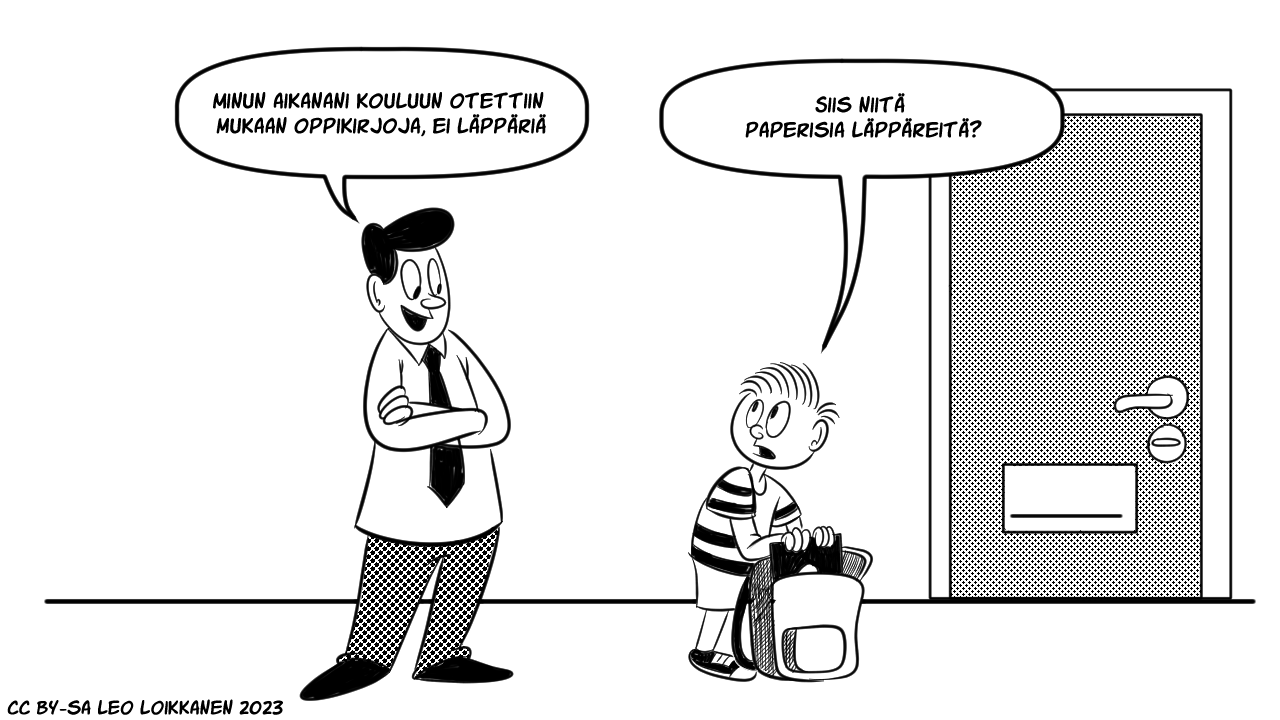 MINUN AIKANANI KOULUUN OTETTIIN
MUKAAN OPPIKIRJOJA, EI LÄPPÄRIÄ
SIIS NIITÄ
PAPERISIA LÄPPÄREITÄ?
CC BY-SA LEO LOIKKANEN 2023